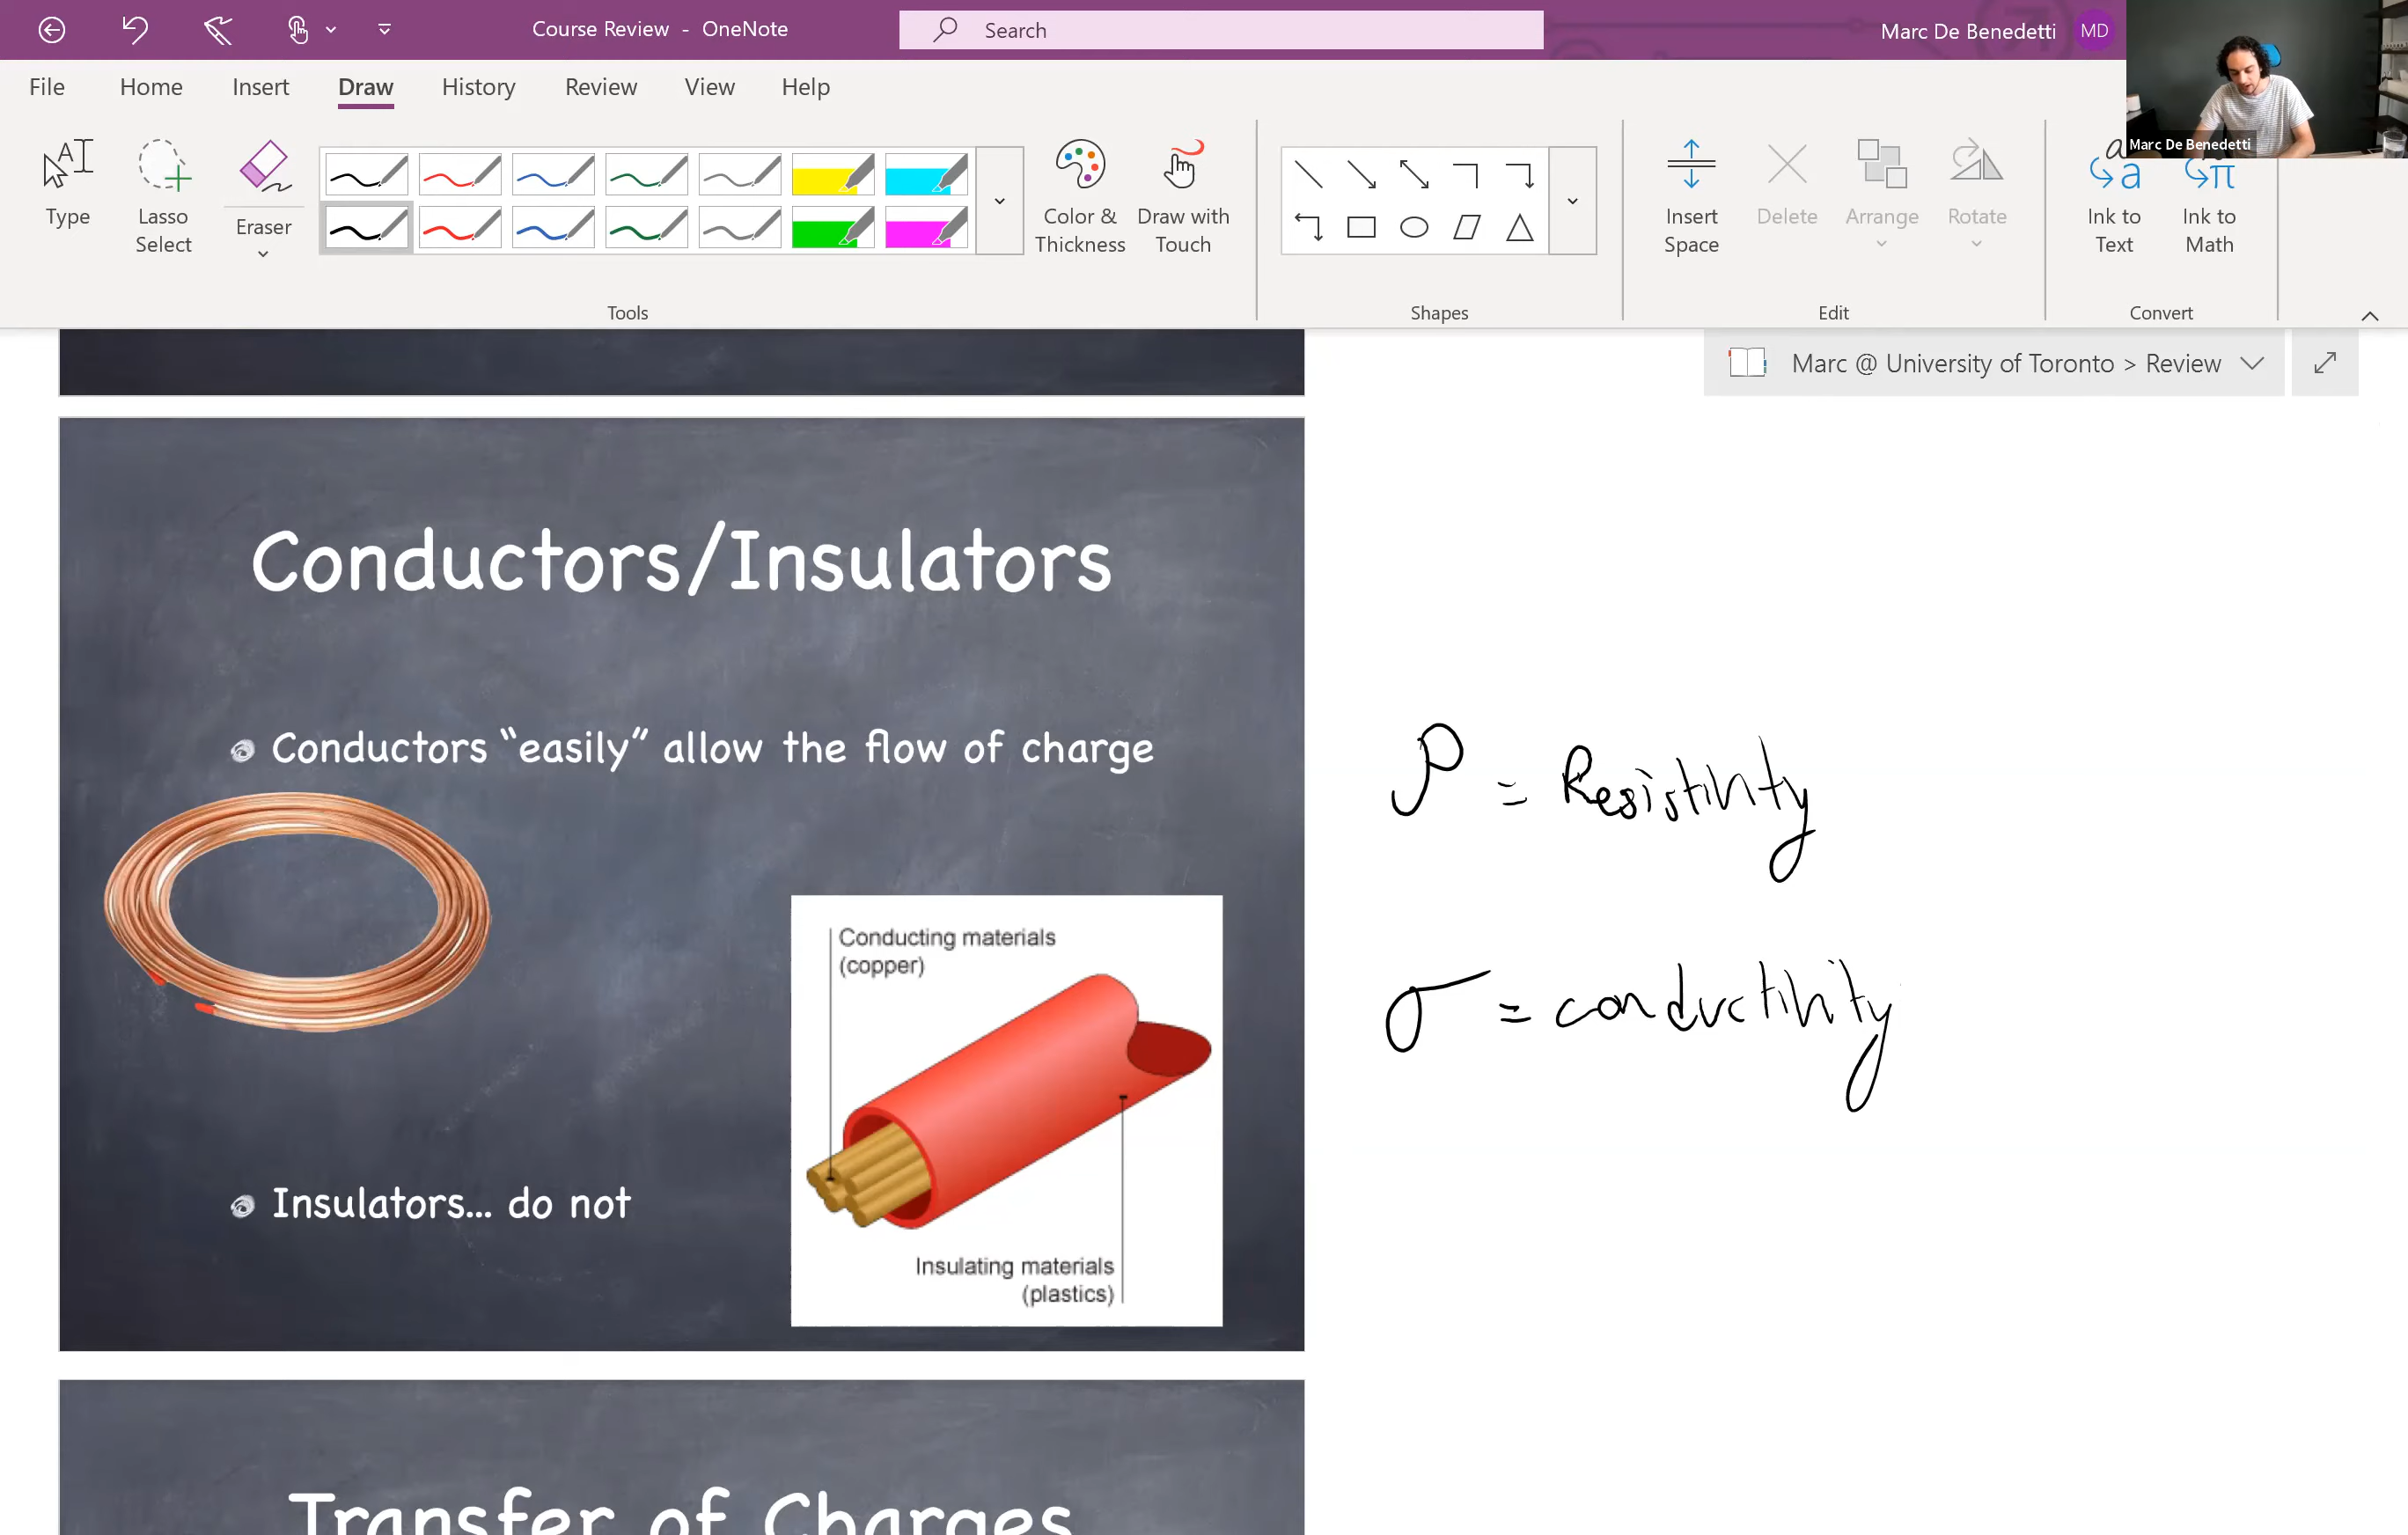 Course Review - OneNote
Search
Marc De Benedetti MD
File Home Insert Draw History Review View Help
Marc De Benedetti
Type
Lasso Select
Eraser
Color & Thickness
Draw with Touch
Insert Space
Delete
Arrange
Rotate
Ink to Text
Ink to Math
Tools
Shapes
Edit
Convert
Marc @ University of Toronto > Review
Conductors/Insulators
Conductors “easily” allow the flow of charge
Conducting materials
(copper)
Insulators... do not
Insulating materials
(plastics)
ρ = Resistivity
σ = conductivity
Transfer of Charges